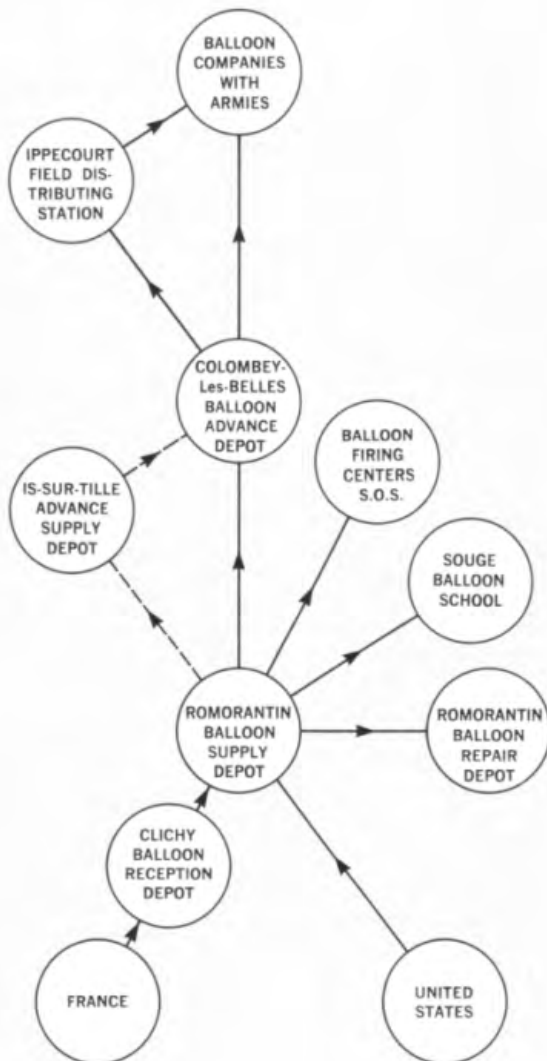 BALLOON
COMPANIES
WITH
ARMIES
IPPECOURT
FIELD DIS-
TRIBUTING
STATION
COLOMBEY-
Les-BELLES
BALLOON
ADVANCE
DEPOT
BALLOON
FIRING
CENTERS
S.O.S.
IS-SUR-TILLE
ADVANCE
SUPPLY
DEPOT
SOUGE
BALLOON
SCHOOL
ROMORANTIN
BALLOON
SUPPLY
DEPOT
ROMORANTIN
BALLOON
REPAIR
DEPOT
CLICHY
BALLOON
RECEPTION
DEPOT
FRANCE
UNITED
STATES